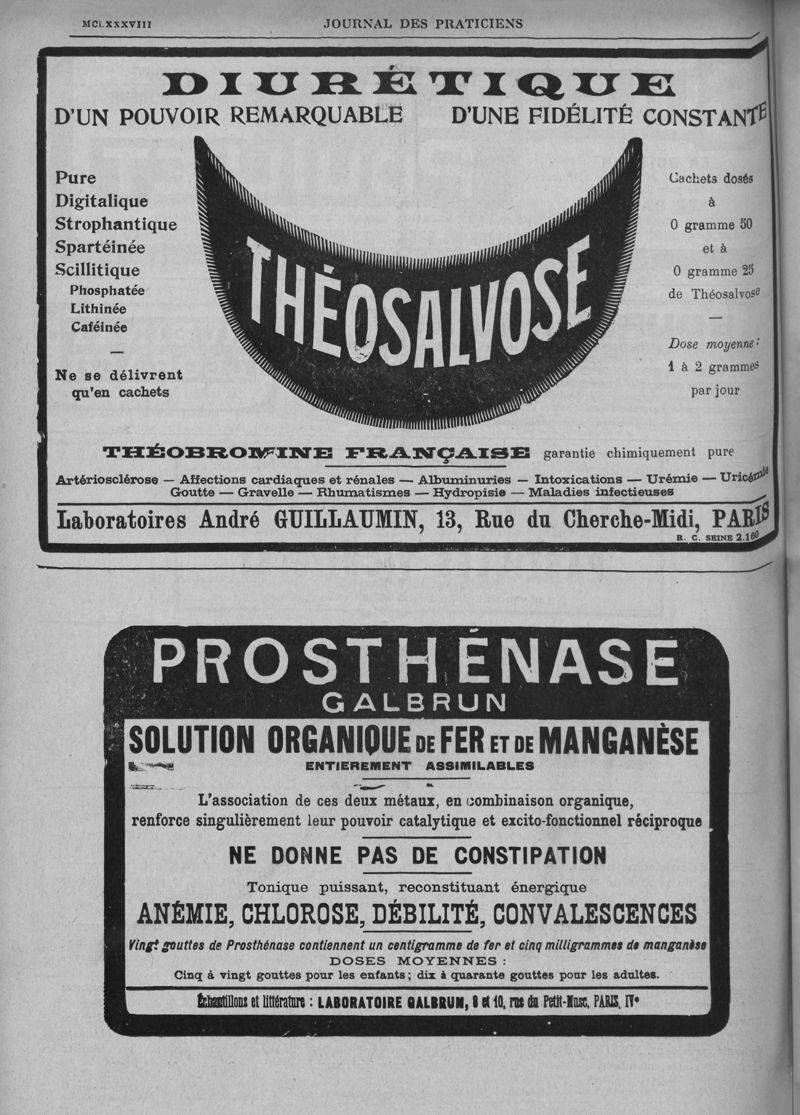 MCLXXXVIII
JOURNAL DES PRATICIENS
DIURÉTIQUE
D'UN POUVOIR REMARQUABLE D'UNE FIDÉLITÉ CONSTANTE
Pure
Digitalique
Strophantique
Spartéinée
Scillitique
Phosphatée
Lithinée
Caféinée
—
Ne se délivrent
qu'en cachets
THÉOSALVOSE
Cachets dosés
à
0 gramme 50
et à
0 gramme 25
de Théosalvose
—
Dose moyenne:
1 à 2 grammes
par jour
THÉOBROMINE FRANÇAISE garantie chimiquement pure
Artériosclérose — Affections cardiaques et rénales — Albuminuries — Intoxications — Urémie — Uricémie
Goutte — Gravelle — Rhumatismes — Hydropisie — Maladies infectieuses
Laboratoires André GUILLAUMIN, 13, Rue du Cherche-Midi, PARIS
R. C. SEINE 2.160
PROSTHÉNASE
GALBRUN
SOLUTION ORGANIQUE DE FER ET DE MANGANÈSE
ENTIEREMENT ASSIMILABLES
L'association de ces deux métaux, en combinaison organique,
renforce singulièrement leur pouvoir catalytique et excito-fonctionnel réciproque
NE DONNE PAS DE CONSTIPATION
Tonique puissant, reconstituant énergique
ANÉMIE, CHLOROSE, DÉBILITÉ, CONVALESCENCES
Vingt gouttes de Prosthénase contiennent un centigramme de fer et cinq milligrammes de manganèse
DOSES MOYENNES :
Cinq à vingt gouttes pour les enfants; dix à quarante gouttes pour les adultes.
Échantillons et littérature : LABORATOIRE GALBRUN, 8 et 10, rue du Petit-Musc, PARIS, IVe